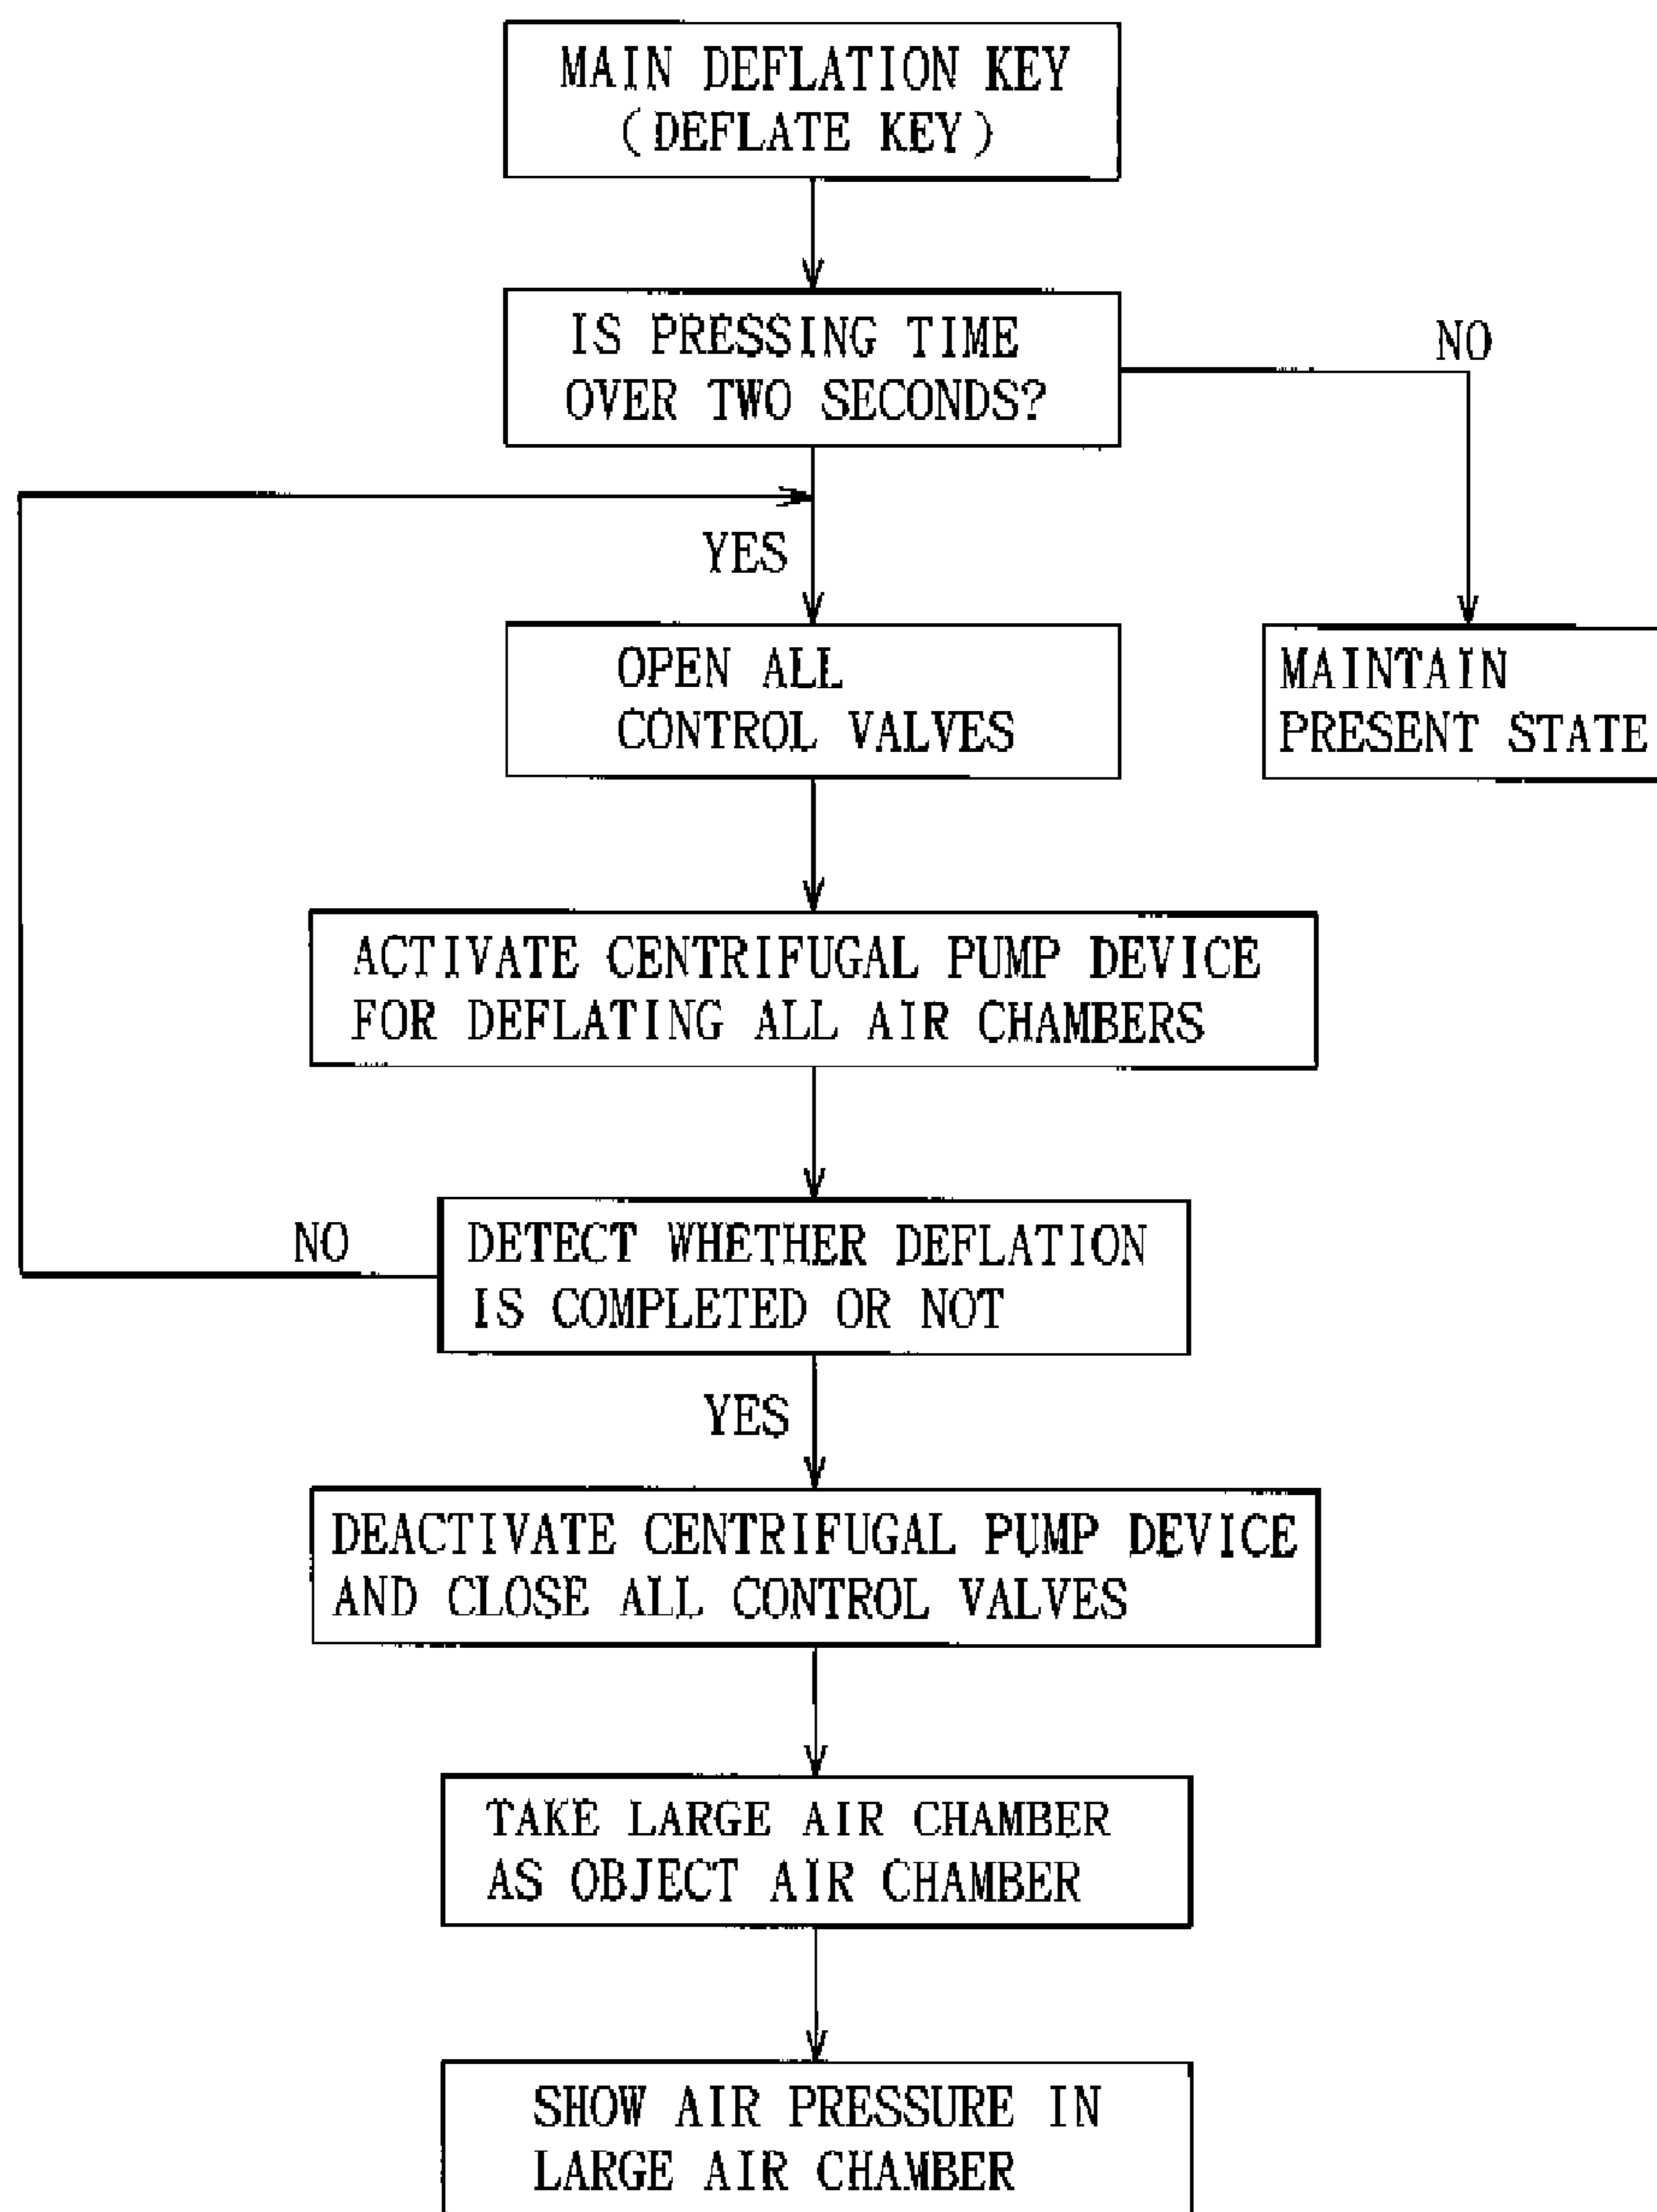 MAIN DEFLATION KEY
(DEFLATE KEY)
IS PRESSING TIME
OVER TWO SECONDS?
NO
YES
OPEN ALL
CONTROL VALVES
MAINTAIN
PRESENT STATE
ACTIVATE CENTRIFUGAL PUMP DEVICE
FOR DEFLATING ALL AIR CHAMBERS
NO
DETECT WHETHER DEFLATION
IS COMPLETED OR NOT
YES
DEACTIVATE CENTRIFUGAL PUMP DEVICE
AND CLOSE ALL CONTROL VALVES
TAKE LARGE AIR CHAMBER
AS OBJECT AIR CHAMBER
SHOW AIR PRESSURE IN
LARGE AIR CHAMBER